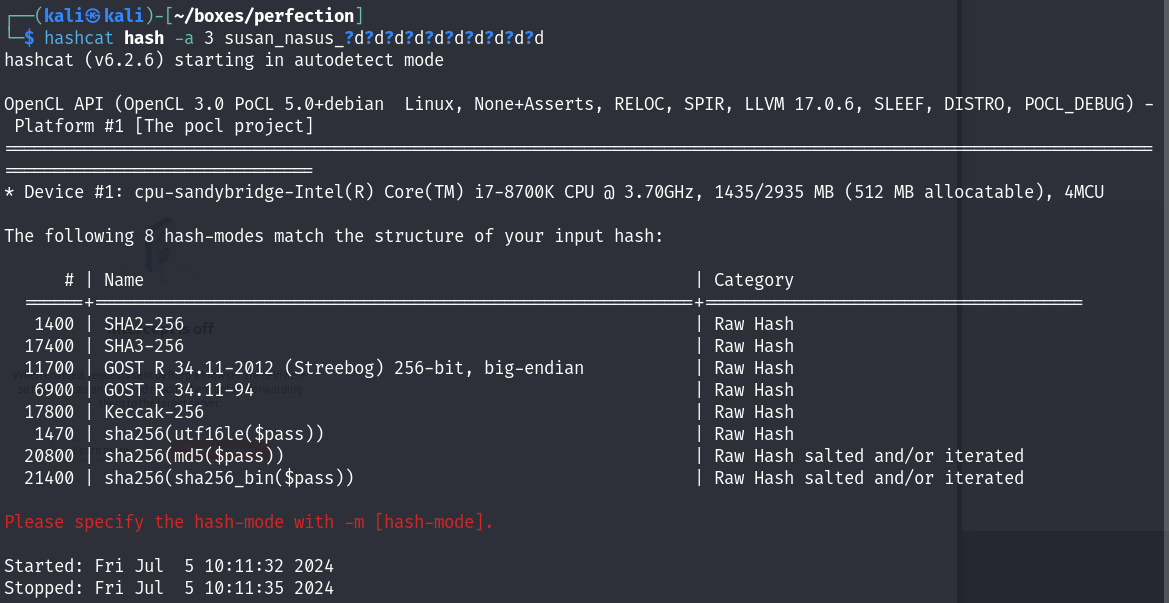 ┌──(kali㉿kali)-[~/boxes/perfection]
└─$ hashcat hash -a 3 susan_nasus_?d?d?d?d?d?d?d?d?d?d
hashcat (v6.2.6) starting in autodetect mode
OpenCL API (OpenCL 3.0 PoCL 5.0+debian  Linux, None+Asserts, RELOC, SPIR, LLVM 17.0.6, SLEEF, DISTRO, POCL_DEBUG) -
 Platform #1 [The pocl project]
* Device #1: cpu-sandybridge-Intel(R) Core(TM) i7-8700K CPU @ 3.70GHz, 1435/2935 MB (512 MB allocatable), 4MCU
The following 8 hash-modes match the structure of your input hash:
# | Name | Category
1400 | SHA2-256 | Raw Hash
17400 | SHA3-256 | Raw Hash
11700 | GOST R 34.11-2012 (Streebog) 256-bit, big-endian | Raw Hash
6900 | GOST R 34.11-94 | Raw Hash
17800 | Keccak-256 | Raw Hash
1470 | sha256(utf16le($pass)) | Raw Hash
20800 | sha256(md5($pass)) | Raw Hash salted and/or iterated
21400 | sha256(sha256_bin($pass)) | Raw Hash salted and/or iterated
Please specify the hash-mode with -m [hash-mode].
Started: Fri Jul  5 10:11:32 2024
Stopped: Fri Jul  5 10:11:35 2024